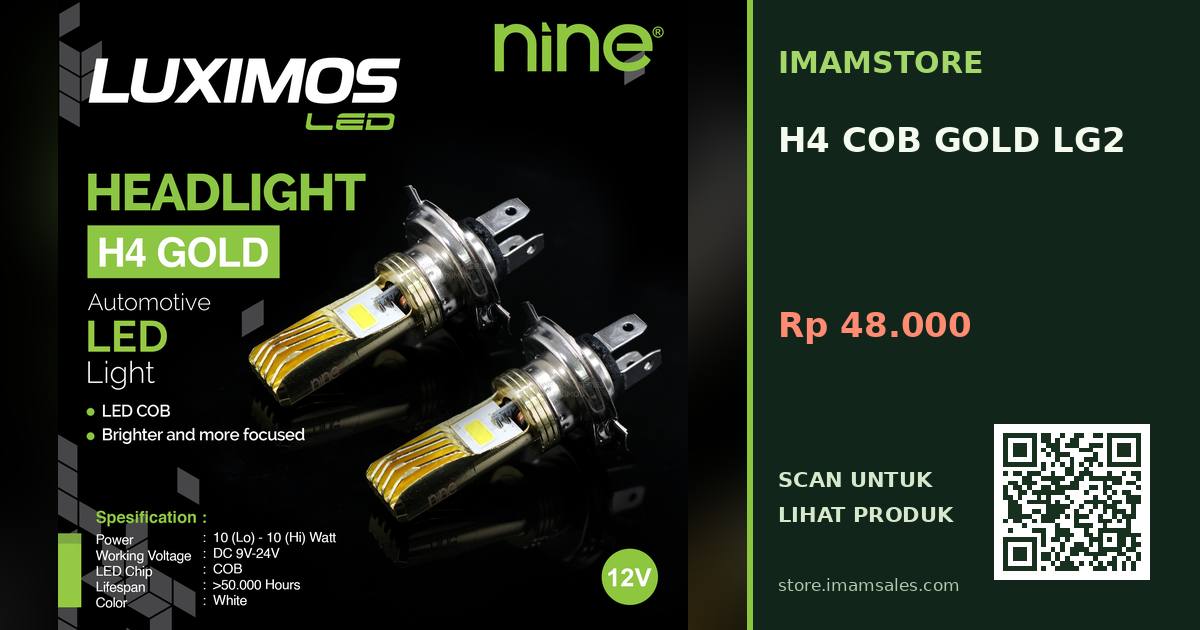 LUXIMOS
LED
nine®
HEADLIGHT
H4 GOLD
Automotive
LED
Light
● LED COB
● Brighter and more focused
nine
nine
Spesification :
Power : 10 (Lo) - 10 (Hi) Watt
Working Voltage : DC 9V-24V
LED Chip : COB
Lifespan : >50.000 Hours
Color : White
12V
IMAMSTORE
H4 COB GOLD LG2
Rp 48.000
SCAN UNTUK
LIHAT PRODUK
store.imamsales.com